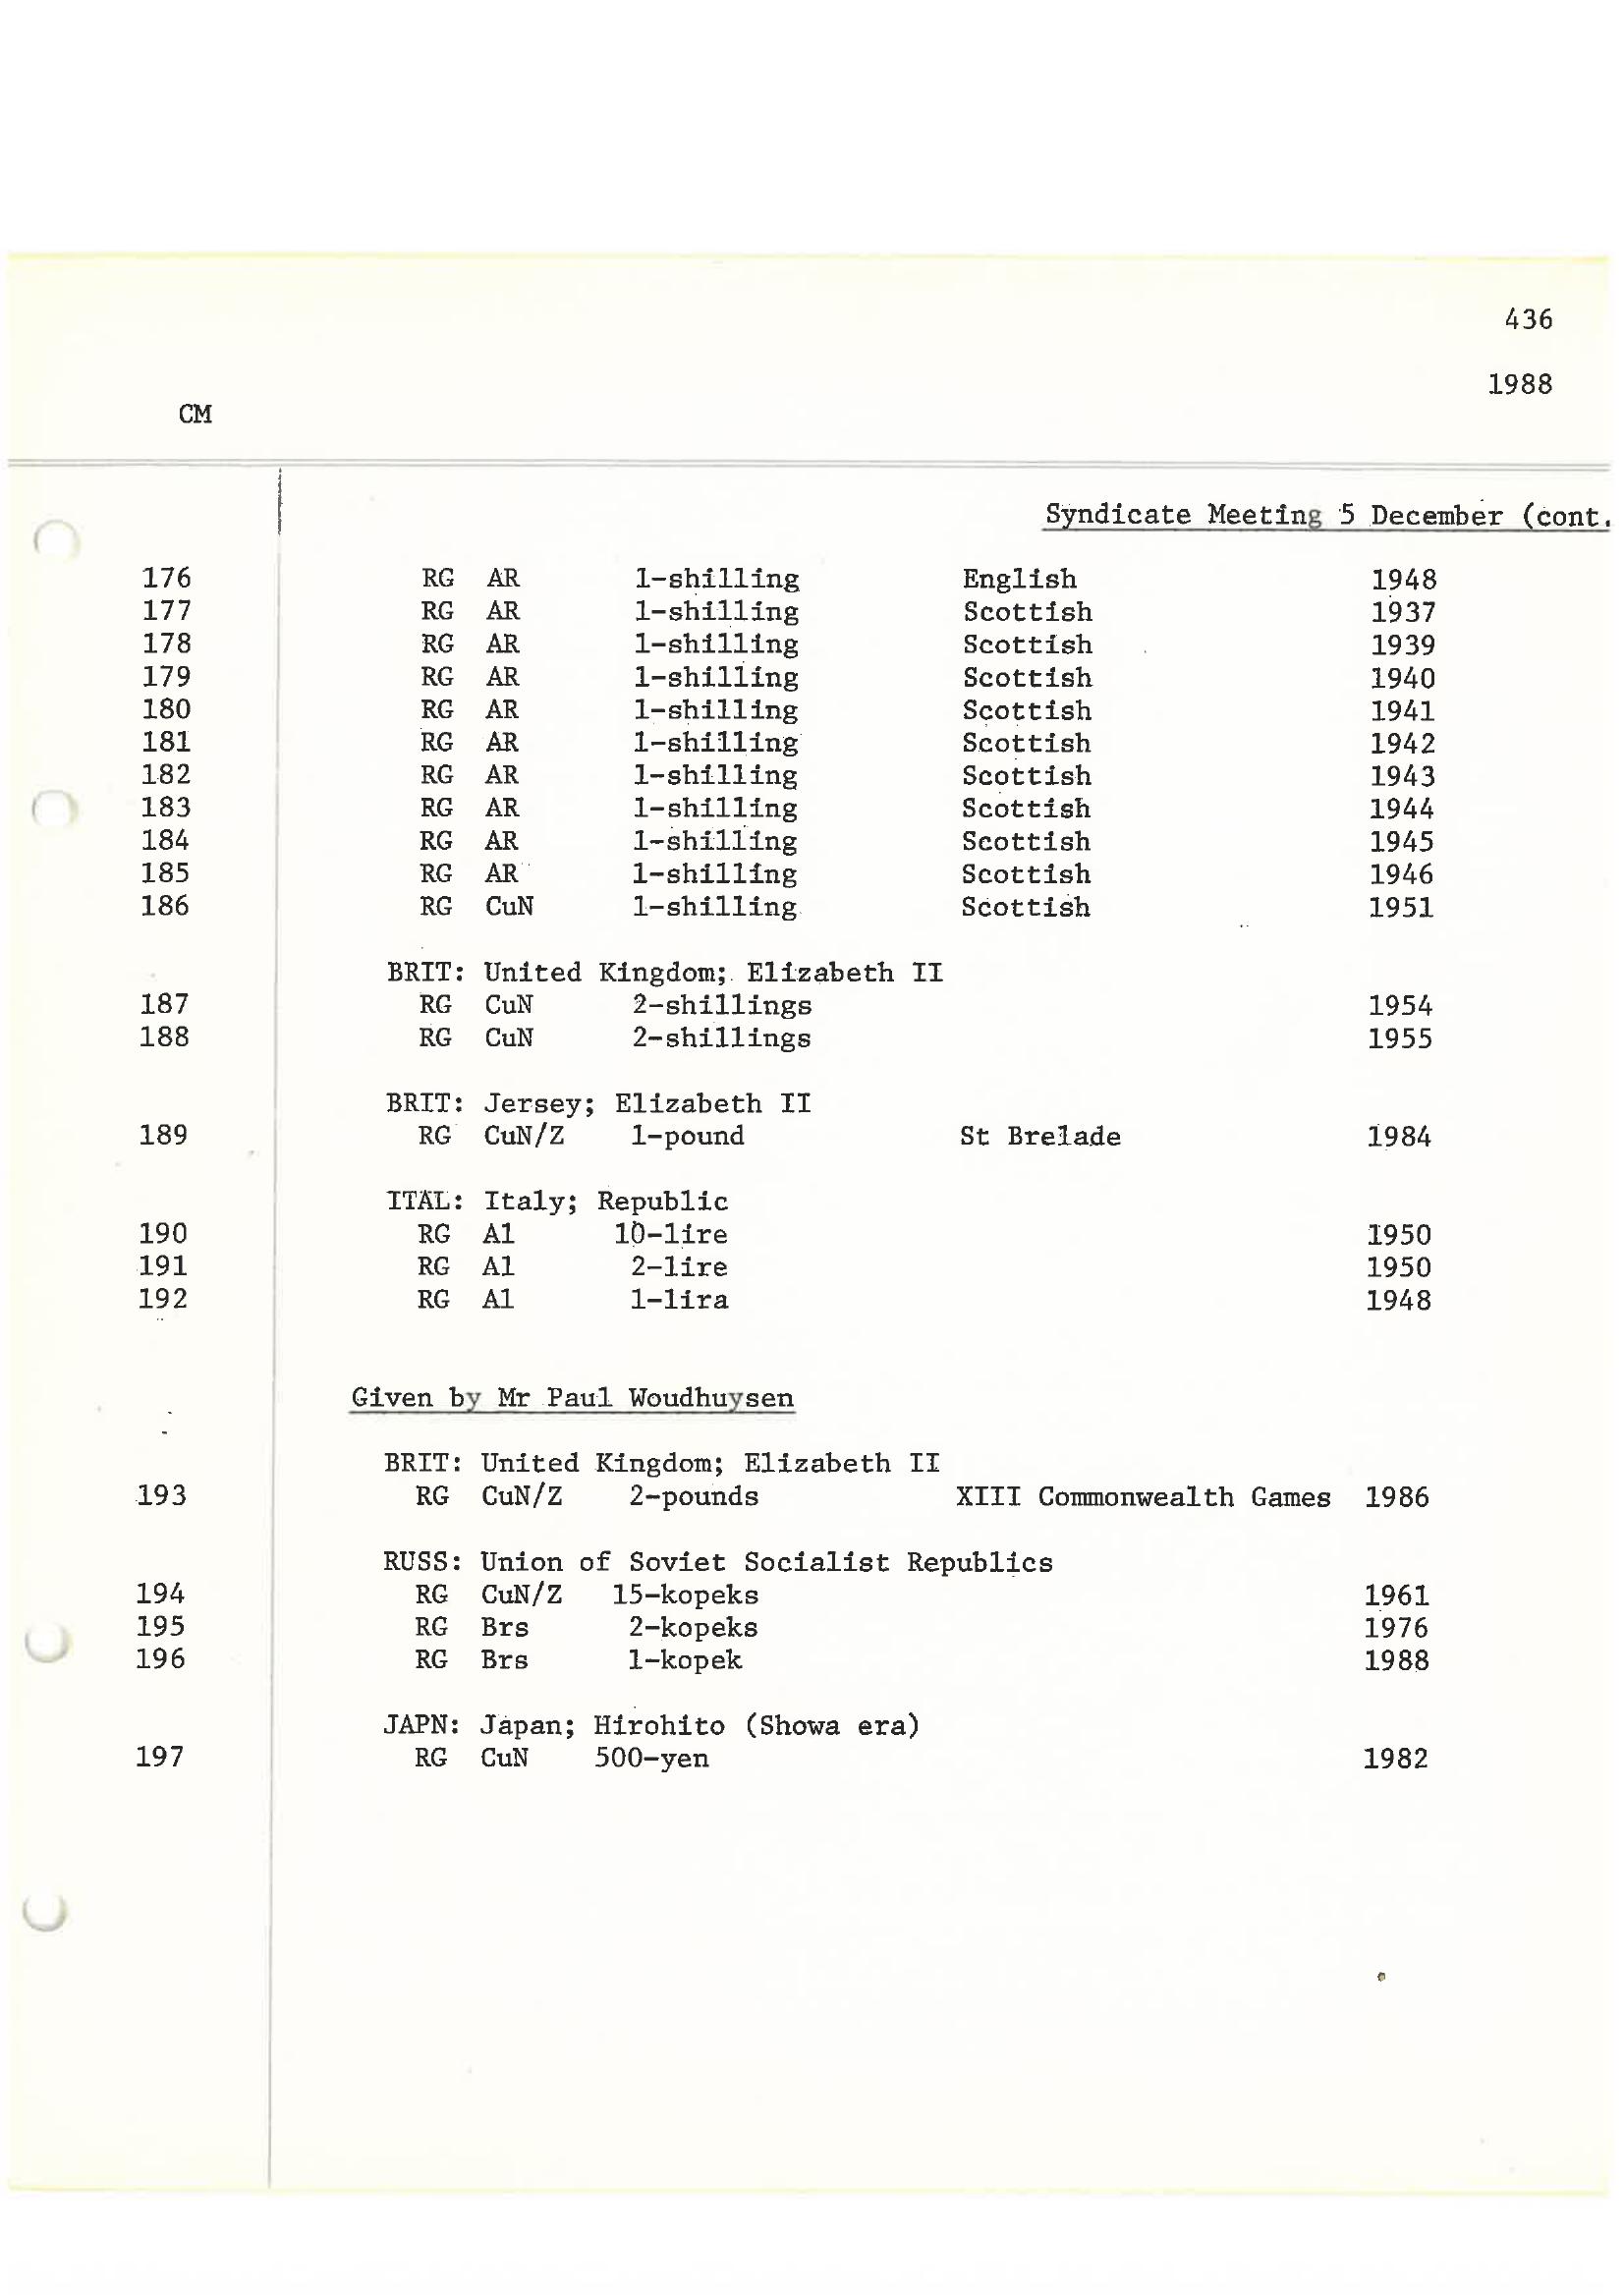 436
1988
CM
Syndicate Meeting 5 December (cont.
176 RG AR 1-shilling English 1948
177 RG AR 1-shilling Scottish 1937
178 RG AR 1-shilling Scottish 1939
179 RG AR 1-shilling Scottish 1940
180 RG AR 1-shilling Scottish 1941
181 RG AR 1-shilling Scottish 1942
182 RG AR 1-shilling Scottish 1943
183 RG AR 1-shilling Scottish 1944
184 RG AR 1-shilling Scottish 1945
185 RG AR 1-shilling Scottish 1946
186 RG CuN 1-shilling Scottish 1951
BRIT: United Kingdom; Elizabeth II
187 RG CuN 2-shillings 1954
188 RG CuN 2-shillings 1955
BRIT: Jersey; Elizabeth II
189 RG CuN/Z 1-pound St Brelade 1984
ITAL: Italy; Republic
190 RG Al 10-lire 1950
191 RG Al 2-lire 1950
192 RG Al 1-lira 1948
Given by Mr Paul Woudhuysen
BRIT: United Kingdom; Elizabeth II
193 RG CuN/Z 2-pounds XIII Commonwealth Games 1986
RUSS: Union of Soviet Socialist Republics
194 RG CuN/Z 15-kopeks 1961
195 RG Brs 2-kopeks 1976
196 RG Brs 1-kopek 1988
JAPN: Japan; Hirohito (Showa era)
197 RG CuN 500-yen 1982